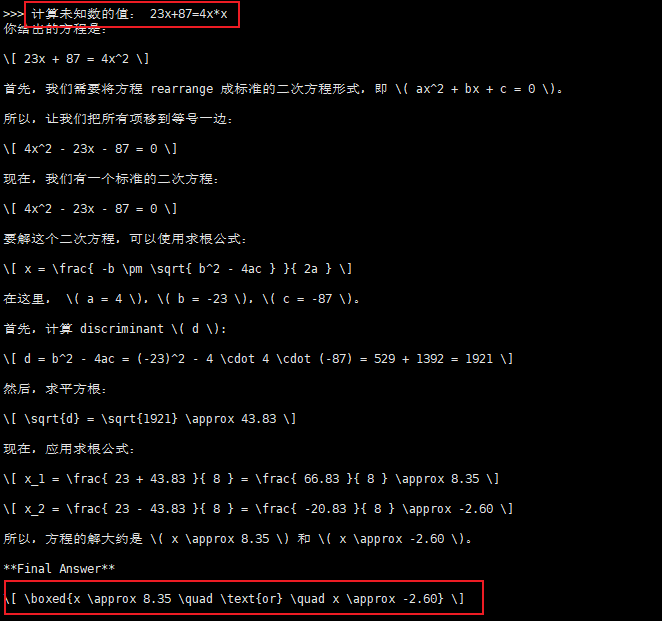 >>> 计算未知数的值： 23x+87=4x*x
你给出的方程是：
\[ 23x + 87 = 4x^2 \]
首先，我们需要将方程 rearrange 成标准的二次方程形式，即 \( ax^2 + bx + c = 0 \)。
所以，让我们把所有项移到等号一边：
\[ 4x^2 - 23x - 87 = 0 \]
现在，我们有一个标准的二次方程：
\[ 4x^2 - 23x - 87 = 0 \]
要解这个二次方程，可以使用求根公式：
\[ x = \frac{ -b \pm \sqrt{ b^2 - 4ac } }{ 2a } \]
在这里， \( a = 4 \)，\( b = -23 \)，\( c = -87 \)。
首先，计算 discriminant \( d \)：
\[ d = b^2 - 4ac = (-23)^2 - 4 \cdot 4 \cdot (-87) = 529 + 1392 = 1921 \]
然后，求平方根：
\[ \sqrt{d} = \sqrt{1921} \approx 43.83 \]
现在，应用求根公式：
\[ x_1 = \frac{ 23 + 43.83 }{ 8 } = \frac{ 66.83 }{ 8 } \approx 8.35 \]
\[ x_2 = \frac{ 23 - 43.83 }{ 8 } = \frac{ -20.83 }{ 8 } \approx -2.60 \]
所以，方程的解大约是 \( x \approx 8.35 \) 和 \( x \approx -2.60 \)。
**Final Answer**
\[ \boxed{x \approx 8.35 \quad \text{or} \quad x \approx -2.60} \]